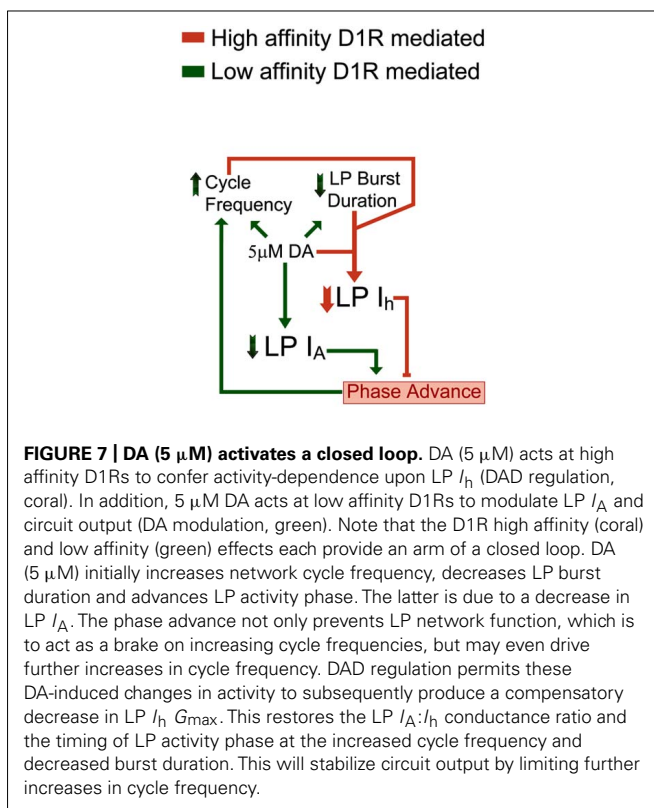 High affinity D1R mediated
Low affinity D1R mediated
Cycle
Frequency
LP Burst
Duration
5µM DA
LP Ih
LP IA
Phase Advance
FIGURE 7 | DA (5 µM) activates a closed loop. DA (5 µM) acts at high
affinity D1Rs to confer activity-dependence upon LP Ih (DAD regulation,
coral). In addition, 5 µM DA acts at low affinity D1Rs to modulate LP IA and
circuit output (DA modulation, green). Note that the D1R high affinity (coral)
and low affinity (green) effects each provide an arm of a closed loop. DA
(5 µM) initially increases network cycle frequency, decreases LP burst
duration and advances LP activity phase. The latter is due to a decrease in
LP IA. The phase advance not only prevents LP network function, which is
to act as a brake on increasing cycle frequencies, but may even drive
further increases in cycle frequency. DAD regulation permits these
DA-induced changes in activity to subsequently produce a compensatory
decrease in LP Ih Gmax. This restores the LP IA:Ih conductance ratio and
the timing of LP activity phase at the increased cycle frequency and
decreased burst duration. This will stabilize circuit output by limiting further
increases in cycle frequency.